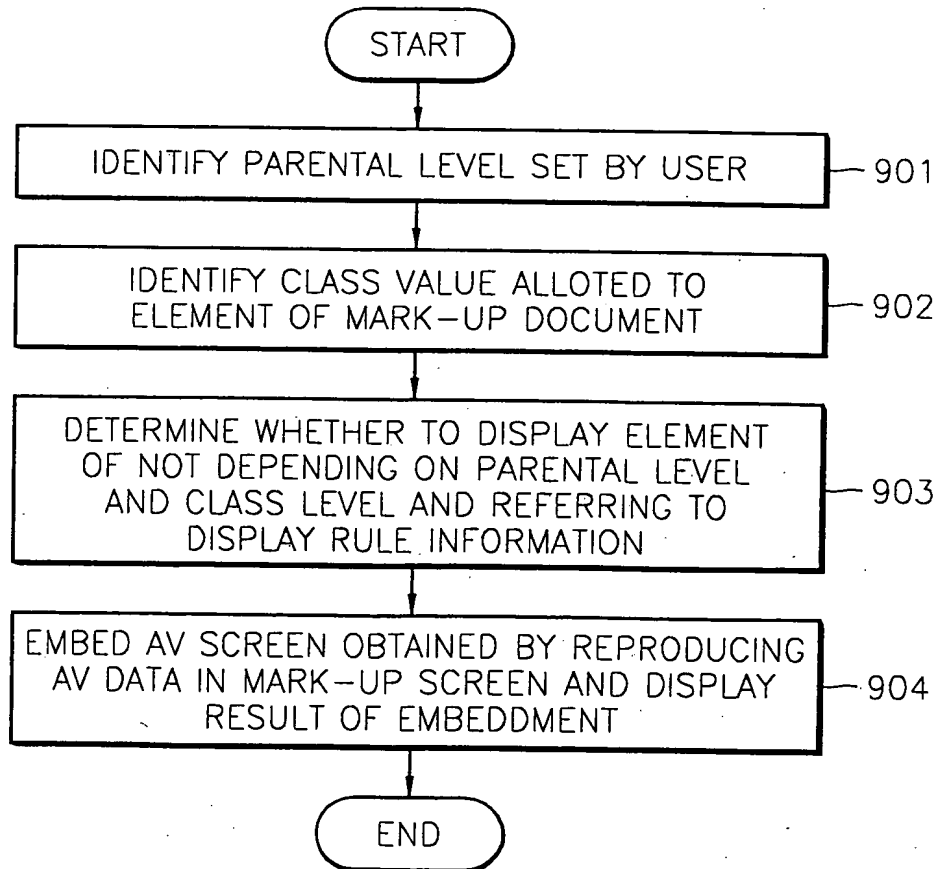 START
IDENTIFY PARENTAL LEVEL SET BY USER
901
IDENTIFY CLASS VALUE ALLOTED TO
ELEMENT OF MARK-UP DOCUMENT
902
DETERMINE WHETHER TO DISPLAY ELEMENT
OF NOT DEPENDING ON PARENTAL LEVEL
AND CLASS LEVEL AND REFERRING TO
DISPLAY RULE INFORMATION
903
EMBED AV SCREEN OBTAINED BY REPRODUCING
AV DATA IN MARK-UP SCREEN AND DISPLAY
RESULT OF EMBEDDMENT
904
END